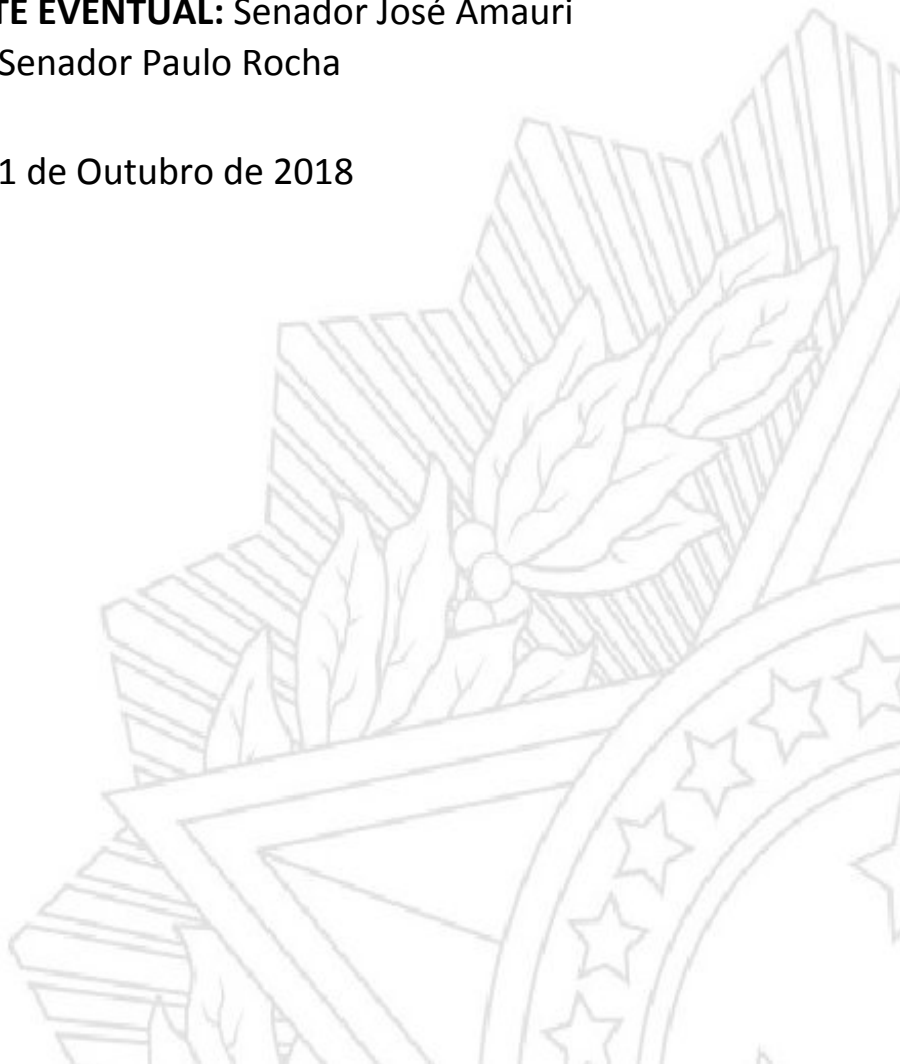 TE EVENTUAL: Senador José Amauri
Senador Paulo Rocha
1 de Outubro de 2018